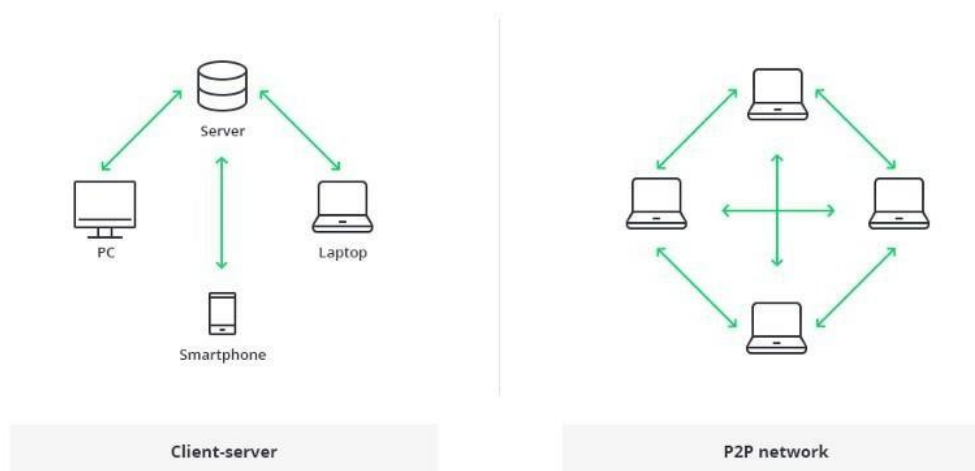 Server
PC
Laptop
Smartphone
Client-server
P2P network